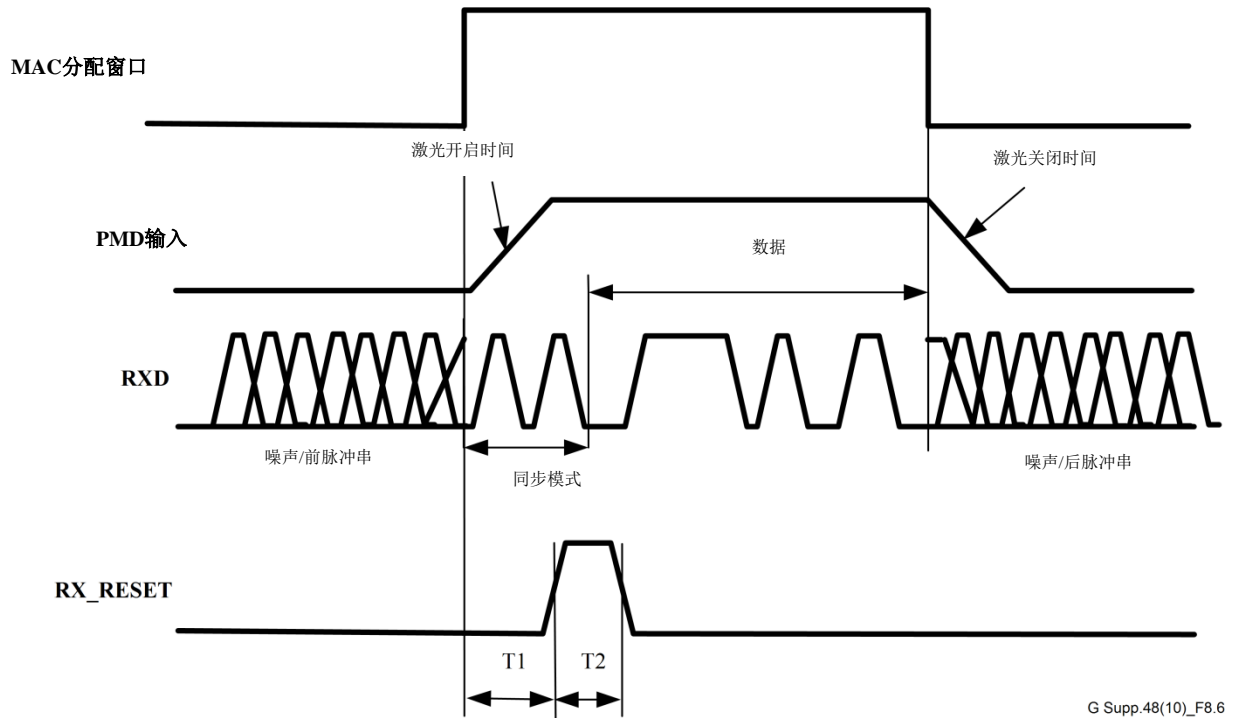 MAC分配窗口
激光开启时间
激光关闭时间
PMD输入
数据
RXD
噪声/前脉冲串
同步模式
噪声/后脉冲串
RX_RESET
T1
T2
G Supp.48(10)_F8.6